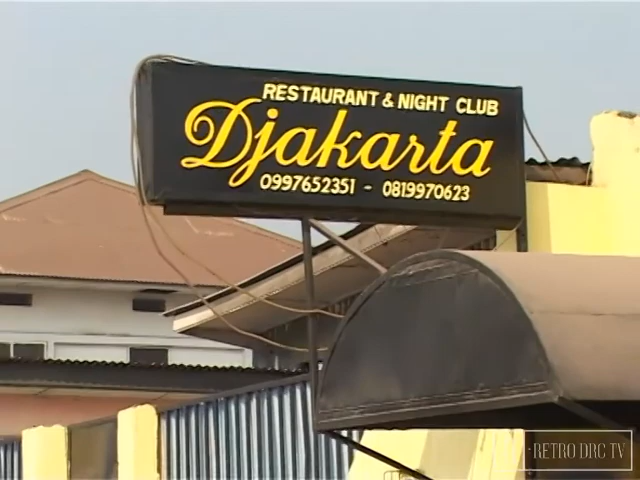 RESTAURANT & NIGHT CLUB
Djakarta
0997652351 - 0819970623
RETRO DRC TV